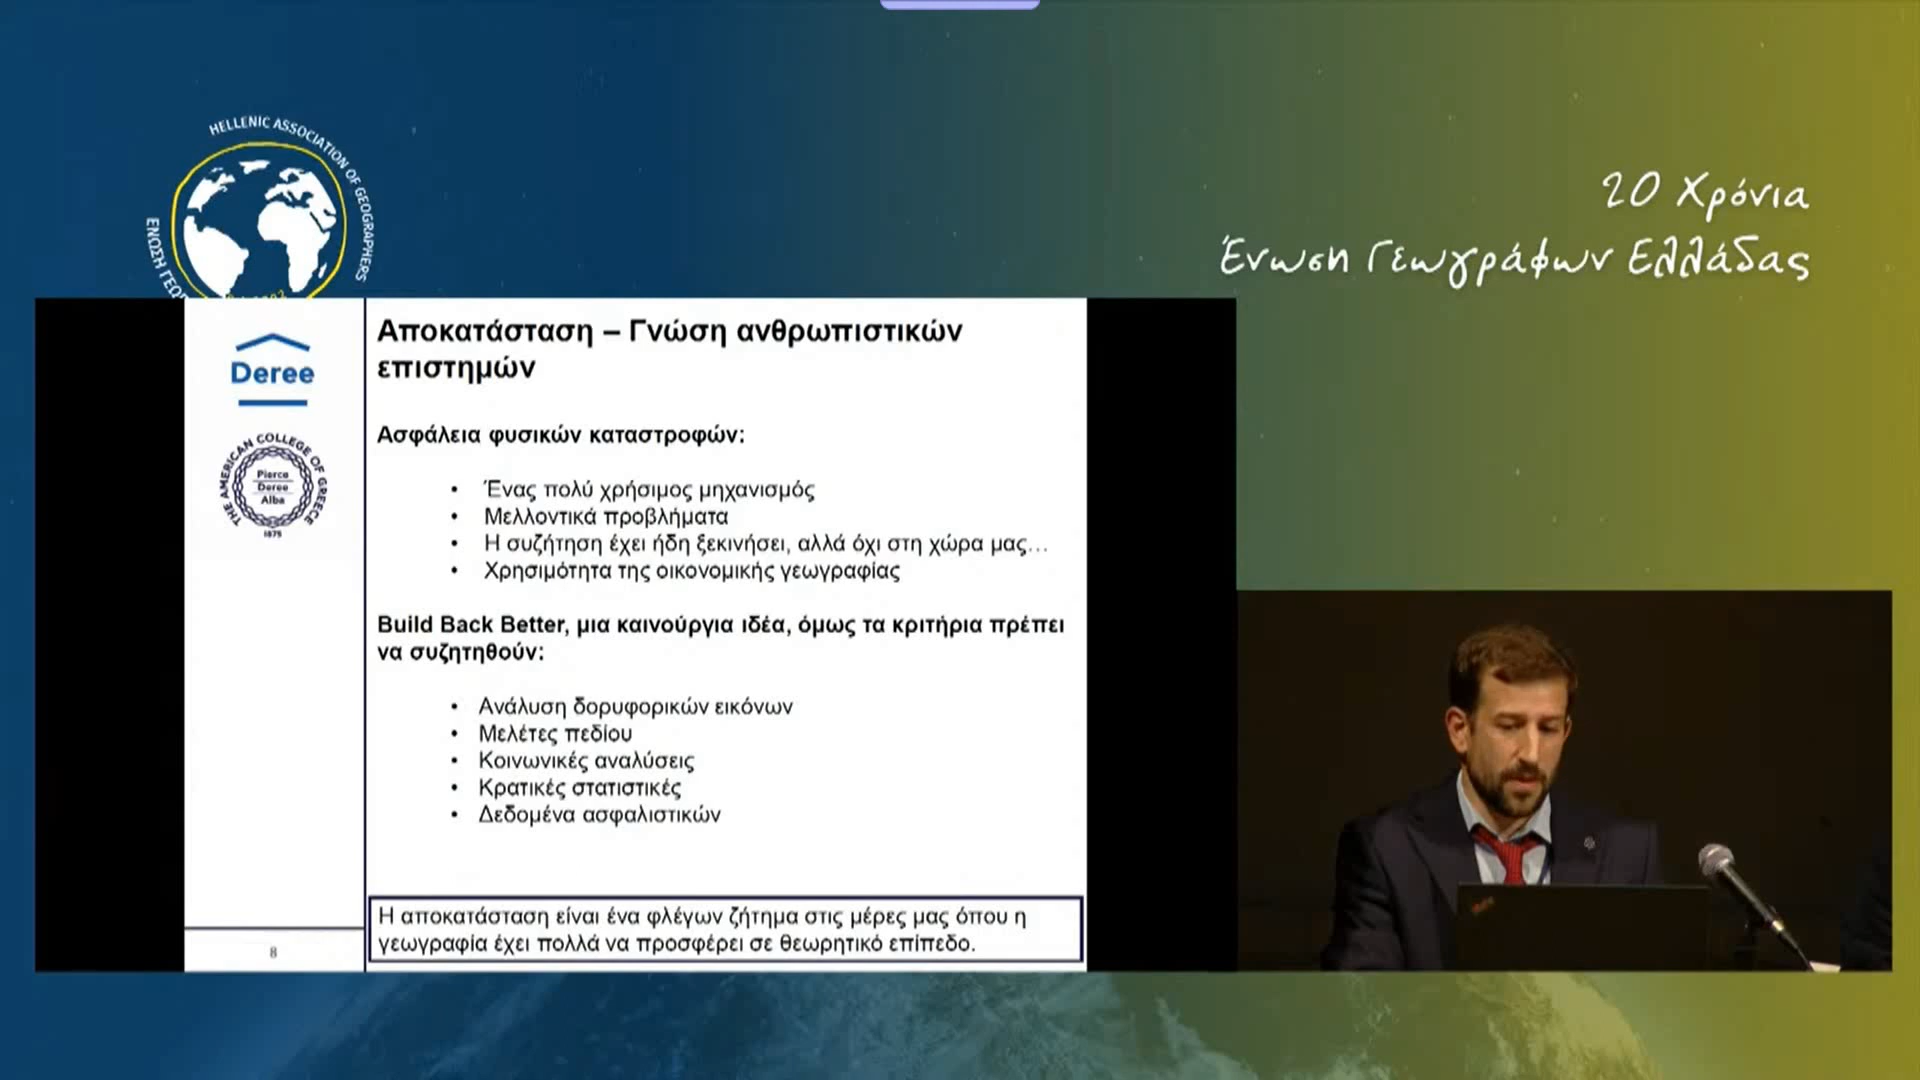 HELLENIC ASSOCIATION OF GEOGRAPHERS
ΕΝΩΣΗ
20 Χρόνια
Ένωση Γεωγράφων Ελλάδας
Deree
THE AMERICAN COLLEGE OF GREECE
Pierce
Deree
Alba
1875
Αποκατάσταση – Γνώση ανθρωπιστικών
επιστημών
Ασφάλεια φυσικών καταστροφών:
• Ένας πολύ χρήσιμος μηχανισμός
• Μελλοντικά προβλήματα
• Η συζήτηση έχει ήδη ξεκινήσει, αλλά όχι στη χώρα μας…
• Χρησιμότητα της οικονομικής γεωγραφίας
Build Back Better, μια καινούργια ιδέα, όμως τα κριτήρια πρέπει
να συζητηθούν:
• Ανάλυση δορυφορικών εικόνων
• Μελέτες πεδίου
• Κοινωνικές αναλύσεις
• Κρατικές στατιστικές
• Δεδομένα ασφαλιστικών
Η αποκατάσταση είναι ένα φλέγων ζήτημα στις μέρες μας όπου η
γεωγραφία έχει πολλά να προσφέρει σε θεωρητικό επίπεδο.
8